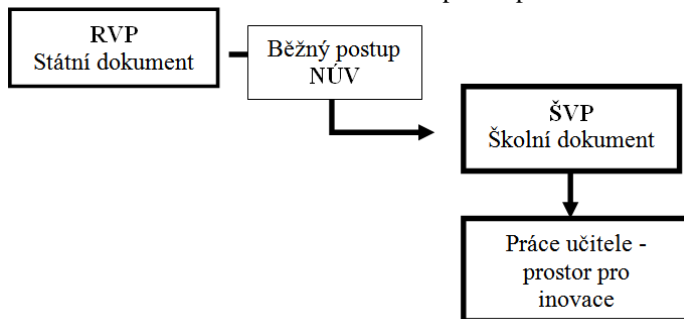 RVP
Státní dokument
Běžný postup
NÚV
ŠVP
Školní dokument
Práce učitele -
prostor pro
inovace